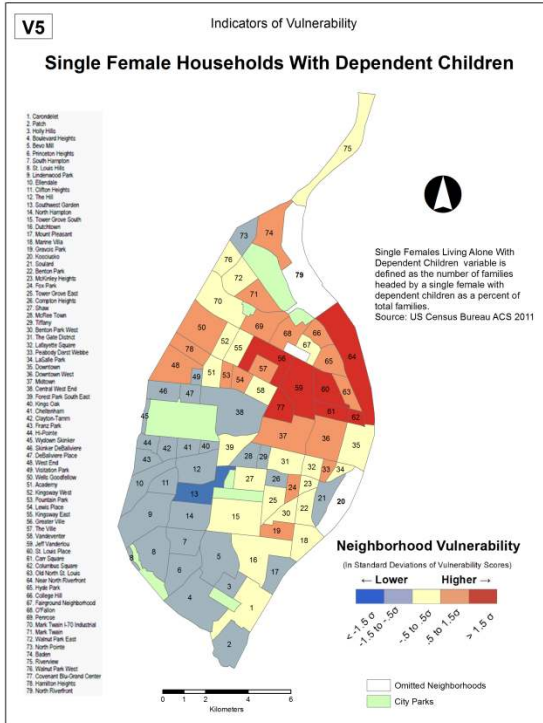 V5
Indicators of Vulnerability
Single Female Households With Dependent Children
1. Carondelet
2. Patch
3. Holly Hills
4. Boulevard Heights
5. Bevo Mill
6. Princeton Heights
7. South Hampton
8. St. Louis Hills
9. Lindenwood Park
10. Ellendale
11. Clifton Heights
12. The Hill
13. Southwest Garden
14. North Hampton
15. Tower Grove South
16. Dutchtown
17. Mount Pleasant
18. Marine Villa
19. Gravois Park
20. Kosciusko
21. Soulard
22. Benton Park
23. McKinley Heights
24. Fox Park
25. Tower Grove East
26. Compton Heights
27. Shaw
28. McRee Town
29. Tiffany
30. Benton Park West
31. The Gate District
32. Lafayette Square
33. Peabody Darst Webbe
34. LaSalle Park
35. Downtown
36. Downtown West
37. Midtown
38. Central West End
39. Forest Park South East
40. Kings Oak
41. Cheltenham
42. Clayton-Tamm
43. Franz Park
44. Hi-Pointe
45. Wydown Skinker
46. Skinker DeBaliviere
47. DeBaliviere Place
48. West End
49. Visitation Park
50. Wells Goodfellow
51. Academy
52. Kingsway West
53. Fountain Park
54. Lewis Place
55. Kingsway East
56. Greater Ville
57. The Ville
58. Vandeventer
59. Jeff Vanderlou
60. St. Louis Place
61. Carr Square
62. Columbus Square
63. Old North St. Louis
64. Near North Riverfront
65. Hyde Park
66. College Hill
67. Fairground Neighborhood
68. O'Fallon
69. Penrose
70. Mark Twain I-70 Industrial
71. Mark Twain
72. Walnut Park East
73. North Pointe
74. Baden
75. Riverview
76. Walnut Park West
77. Covenant Blu-Grand Center
78. Hamilton Heights
79. North Riverfront
75
74
73
79
76
72
71
70
69
68
66
67
64
50
52
55
56
65
78
57
63
48
51
53
54
58
59
60
49
77
61
62
46
47
38
45
37
36
35
44
42
41
40
39
43
28
29
31
32
33
34
12
27
26
10
11
13
24
23
21
20
25
22
9
14
15
30
19
18
7
8
5
16
17
6
3
4
1
2
Single Females Living Alone With
Dependent Children variable is
defined as the number of families
headed by a single female with
dependent children as a percent of
total families.
Source: US Census Bureau ACS 2011
Neighborhood Vulnerability
(In Standard Deviations of Vulnerability Scores)
← Lower Higher →
< -1.5 σ
-1.5 to -.5σ
-.5 to .5σ
.5 to 1.5σ
> 1.5 σ
Omitted Neighborhoods
City Parks
0 1 2 4 6
Kilometers